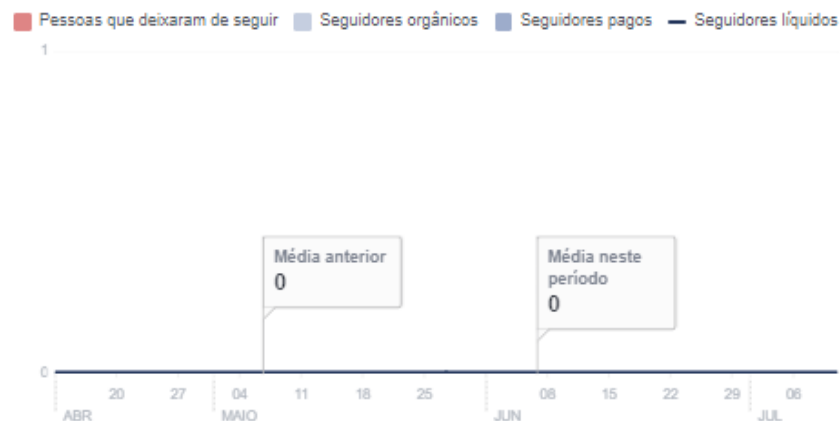 Pessoas que deixaram de seguir Seguidores orgânicos Seguidores pagos Seguidores líquidos
1
Média anterior
0
Média neste
período
0
0
20 27 04 11 18 25 08 15 22 29 06
ABR MAIO JUN JUL